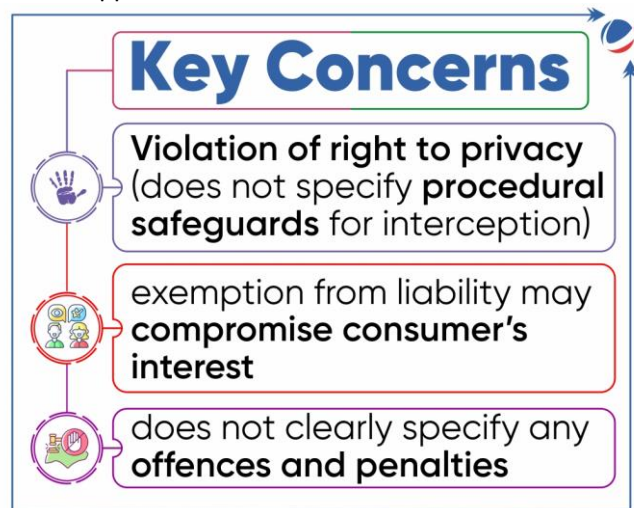 Key Concerns
Violation of right to privacy
(does not specify procedural
safeguards for interception)
exemption from liability may
compromise consumer's
interest
does not clearly specify any
offences and penalties